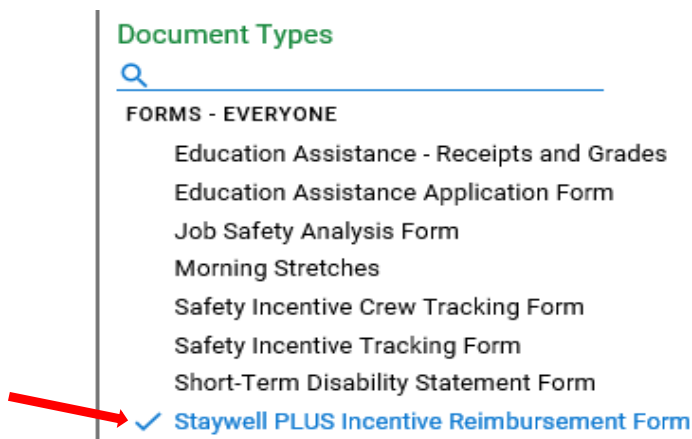 Document Types
FORMS - EVERYONE
Education Assistance - Receipts and Grades
Education Assistance Application Form
Job Safety Analysis Form
Morning Stretches
Safety Incentive Crew Tracking Form
Safety Incentive Tracking Form
Short-Term Disability Statement Form
Staywell PLUS Incentive Reimbursement Form